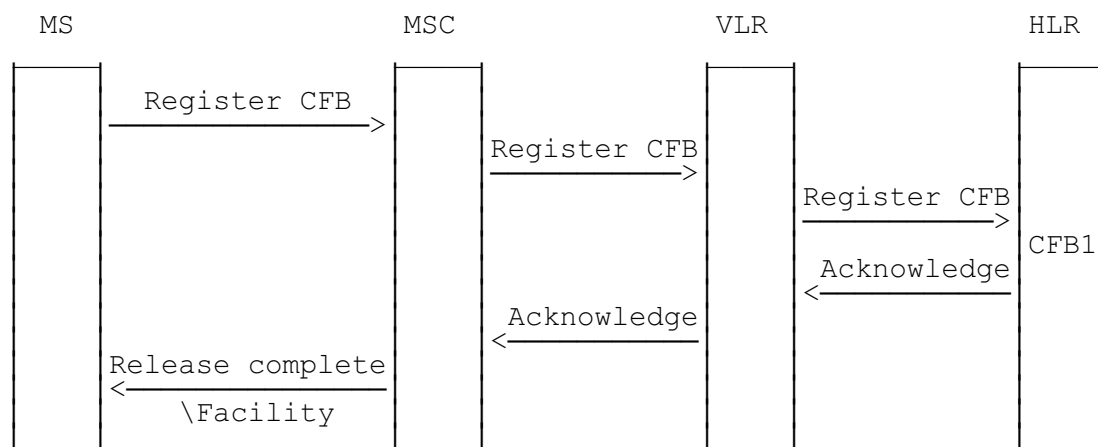 MS MSC VLR HLR
Register CFB
Register CFB
Register CFB
CFB1
Acknowledge
Acknowledge
Release complete
\Facility